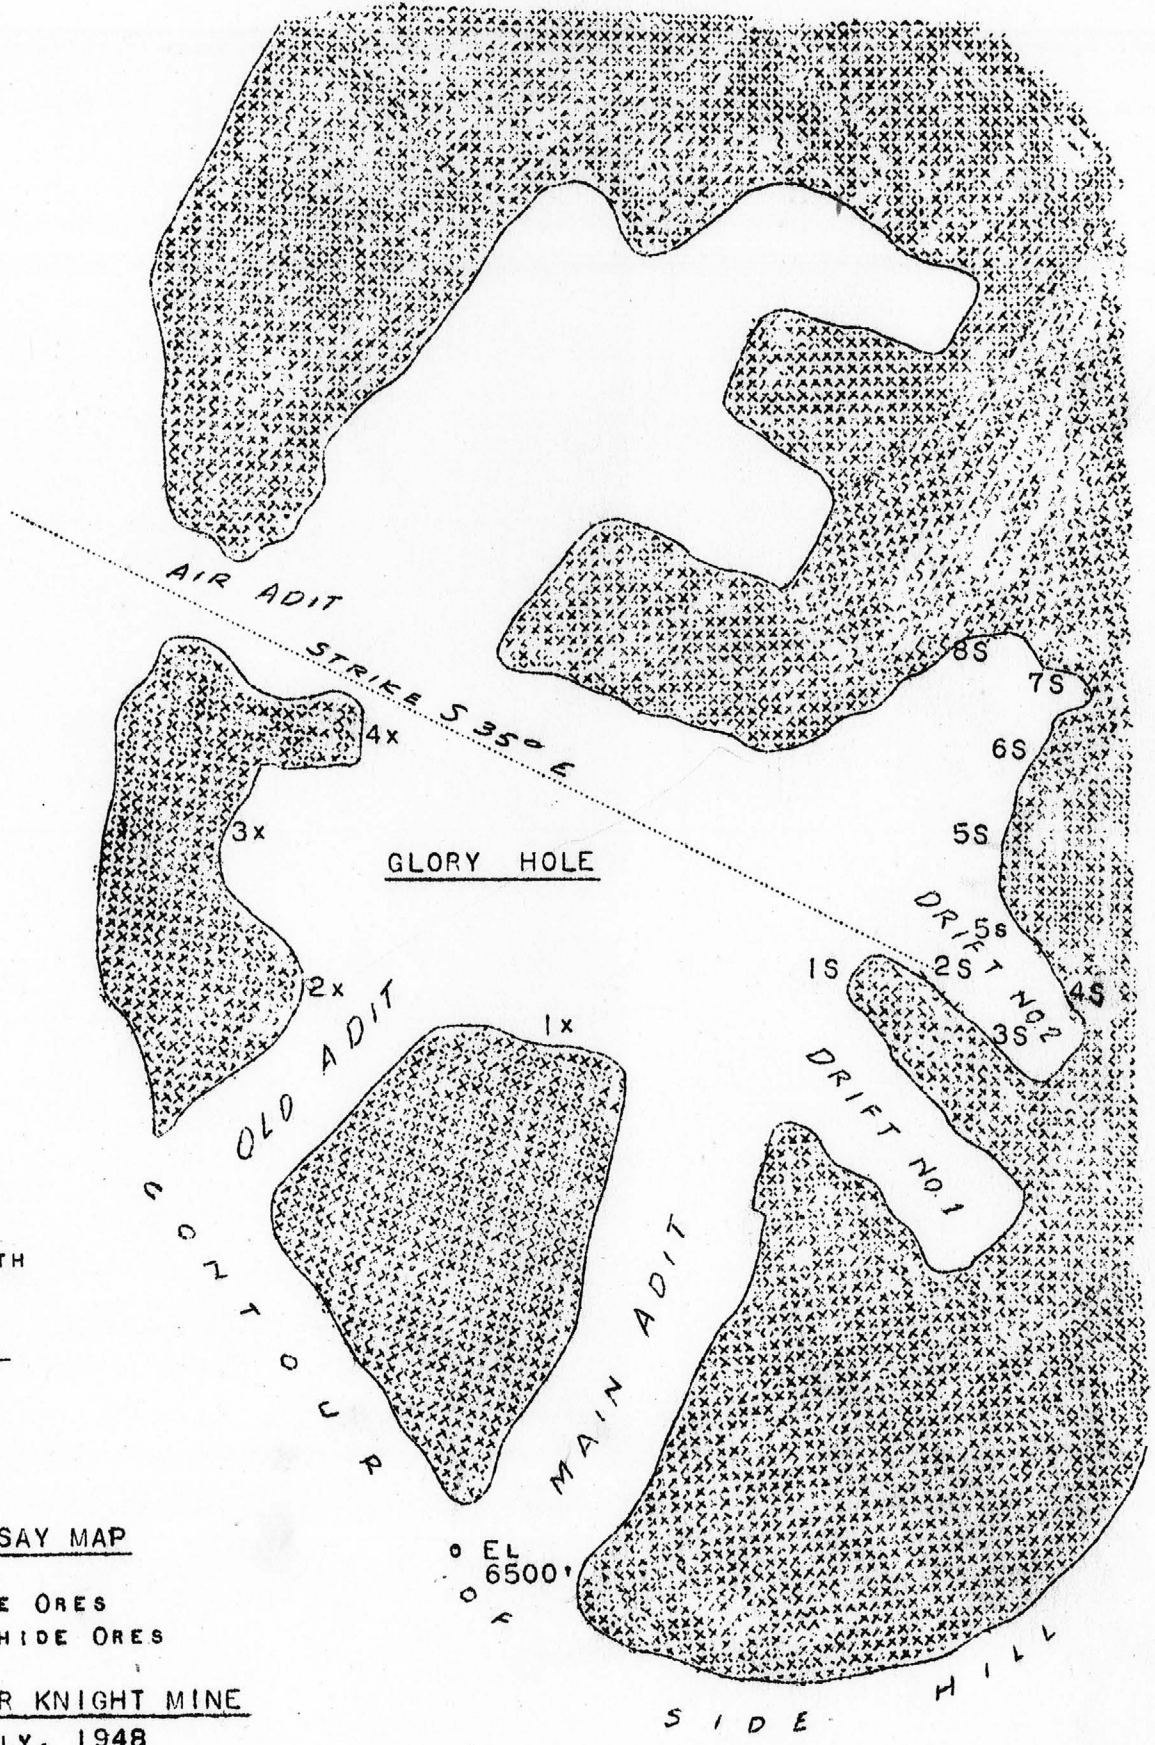 AIR ADIT
STRIKE S 35° E
8S
7S
6S
4x
3x
5S
GLORY HOLE
DRIFT NO.2
5s
1S
2S
4S
2x
3S
1x
OLD ADIT
DRIFT NO.1
MAIN ADIT
TH
CONTOUR
OF
SIDE HILL
EL
6500'
SAY MAP
E ORES
HIDE ORES
R KNIGHT MINE
LY, 1948